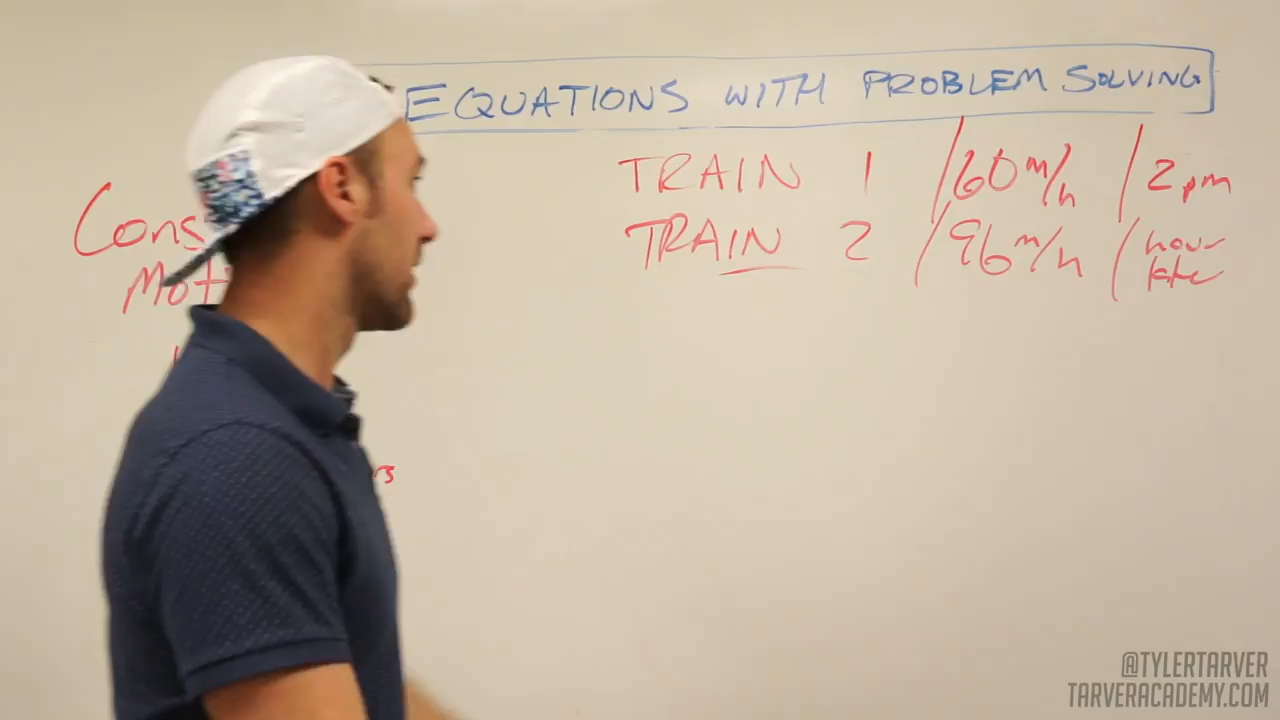 EQUATIONS WITH PROBLEM SOLVING
TRAIN 1 / 60 m/h / 2 pm
TRAIN 2 / 96 m/h / hour later
Cons
Mot
rs
@TYLERTARVER
TARVERACADEMY.COM